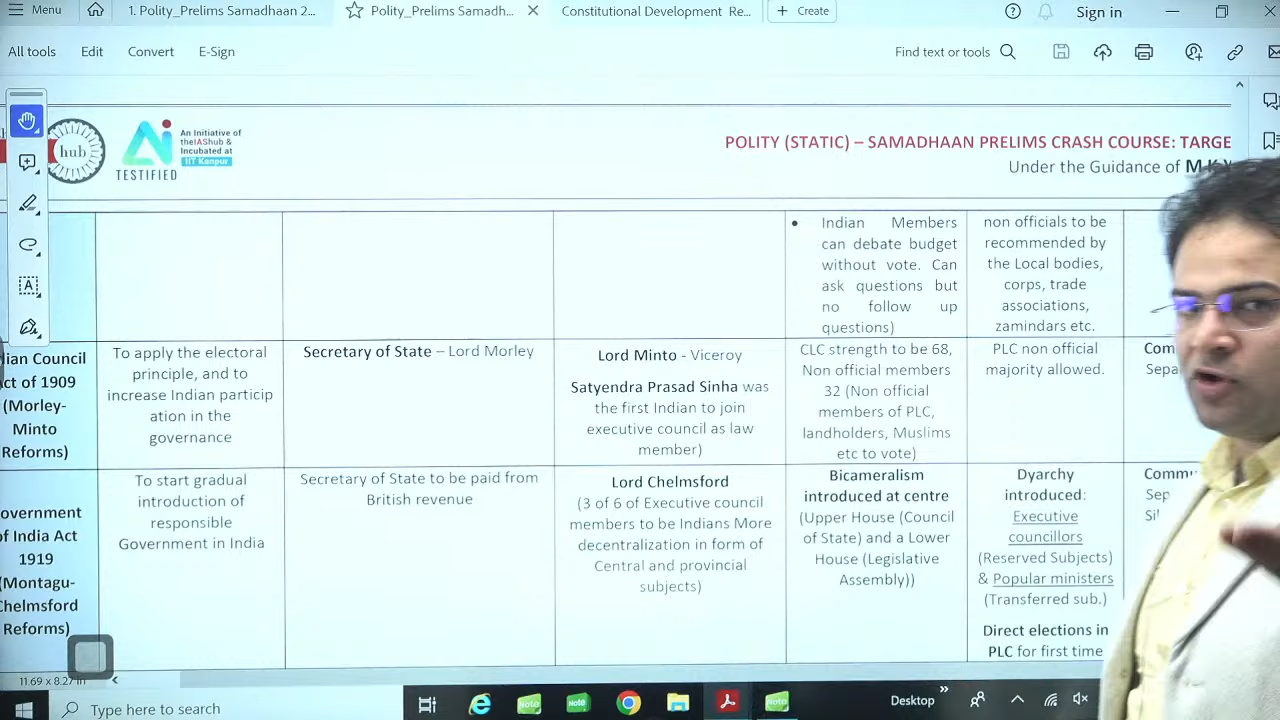 Menu
1. Polity_Prelims Samadhaan 2...
Polity_Prelims Samadh...
Constitutional Development Re...
Create
Sign in
All tools
Edit
Convert
E-Sign
Find text or tools
hub
TESTIFIED
An Initiative of
theIAShub &
Incubated at
IIT Kanpur
POLITY (STATIC) – SAMADHAAN PRELIMS CRASH COURSE: TARGE
Under the Guidance of M K Y
• Indian Members
can debate budget
without vote. Can
ask questions but
no follow up
questions)
non officials to be
recommended by
the Local bodies,
corps, trade
associations,
zamindars etc.
dian Council
Act of 1909
(Morley-
Minto
Reforms)
To apply the electoral
principle, and to
increase Indian particip
ation in the
governance
Secretary of State – Lord Morley
Lord Minto - Viceroy
Satyendra Prasad Sinha was
the first Indian to join
executive council as law
member)
CLC strength to be 68,
Non official members
32 (Non official
members of PLC,
landholders, Muslims
etc to vote)
PLC non official
majority allowed.
Com
Sepa
overnment
of India Act
1919
(Montagu-
Chelmsford
Reforms)
To start gradual
introduction of
responsible
Government in India
Secretary of State to be paid from
British revenue
Lord Chelmsford
(3 of 6 of Executive council
members to be Indians More
decentralization in form of
Central and provincial
subjects)
Bicameralism
introduced at centre
(Upper House (Council
of State) and a Lower
House (Legislative
Assembly))
Dyarchy
introduced:
Executive
councillors
(Reserved Subjects)
& Popular ministers
(Transferred sub.)
Direct elections in
PLC for first time
Commu
Sep
11.69 x 8.27 in
Type here to search
Desktop